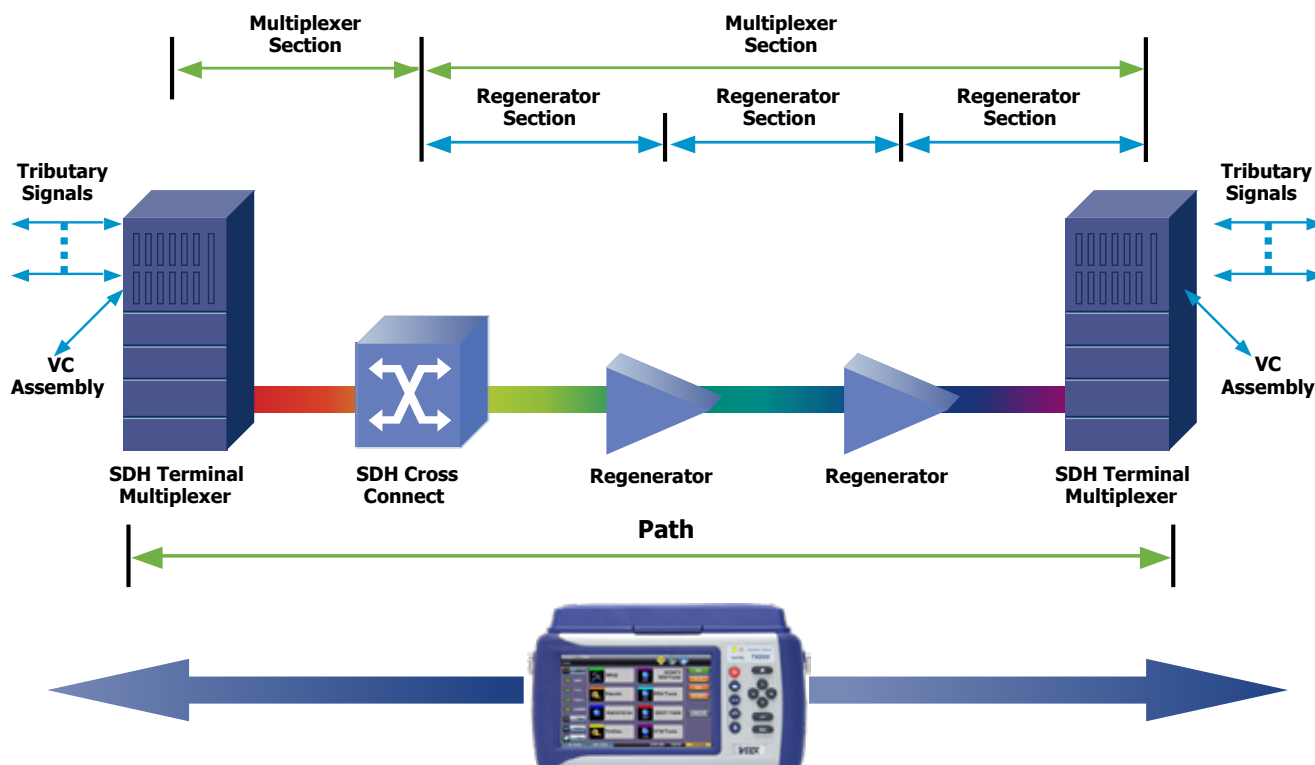 Multiplexer
Section
Multiplexer
Section
Regenerator
Section
Regenerator
Section
Regenerator
Section
Tributary
Signals
Tributary
Signals
VC
Assembly
VC
Assembly
SDH Terminal
Multiplexer
SDH Cross
Connect
Regenerator
Regenerator
SDH Terminal
Multiplexer
Path
VeEX